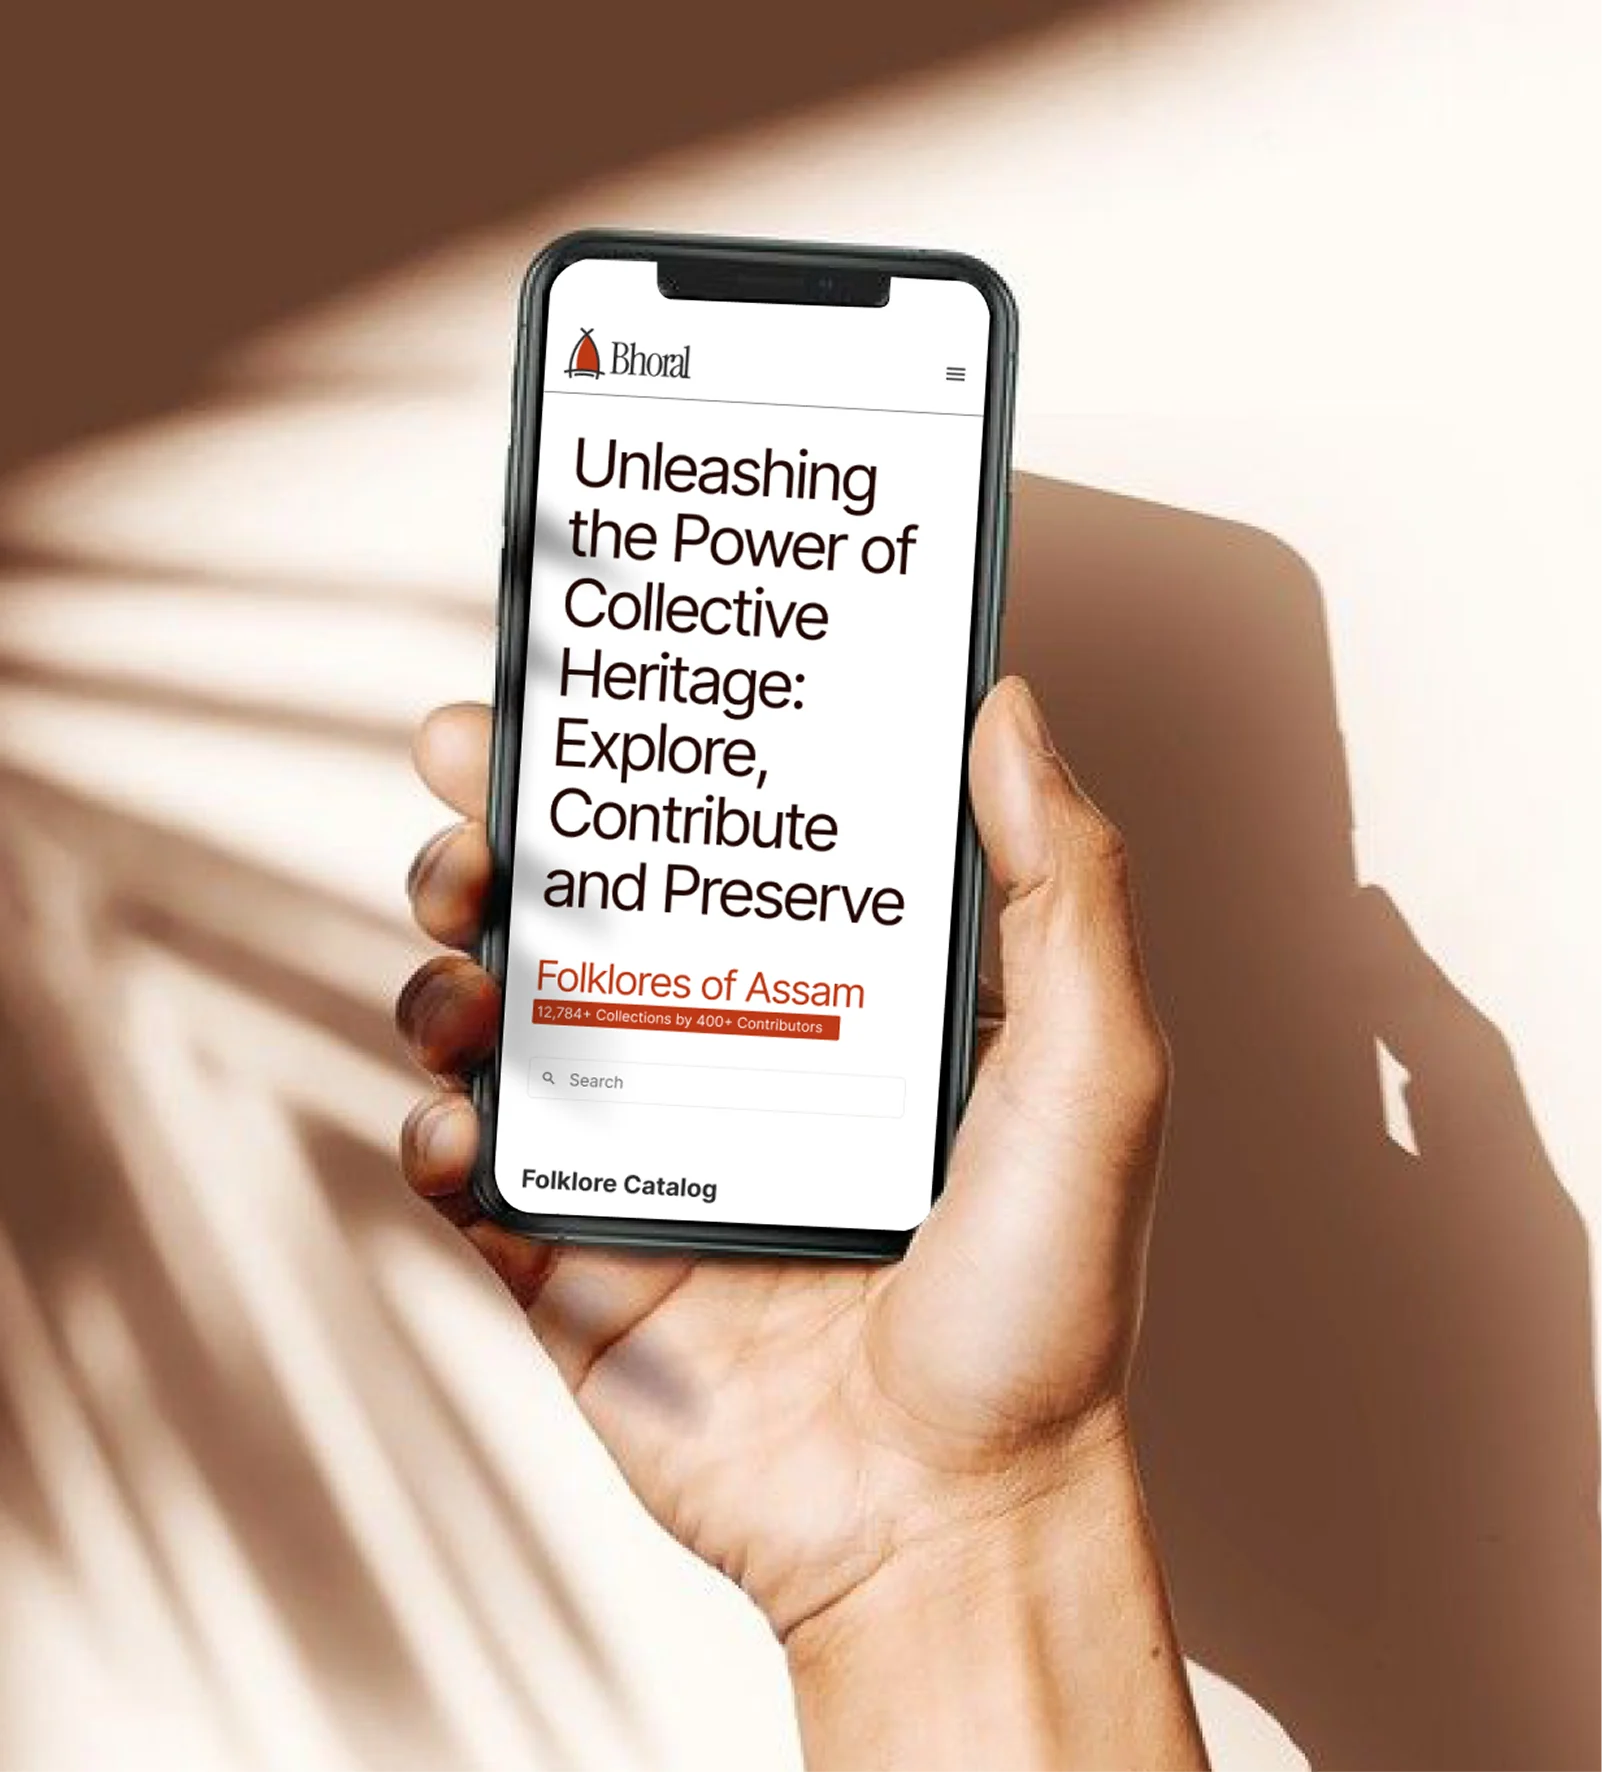 Bhoral
Unleashing
the Power of
Collective
Heritage:
Explore,
Contribute
and Preserve
Folklores of Assam
12,784+ Collections by 400+ Contributors
Search
Folklore Catalog